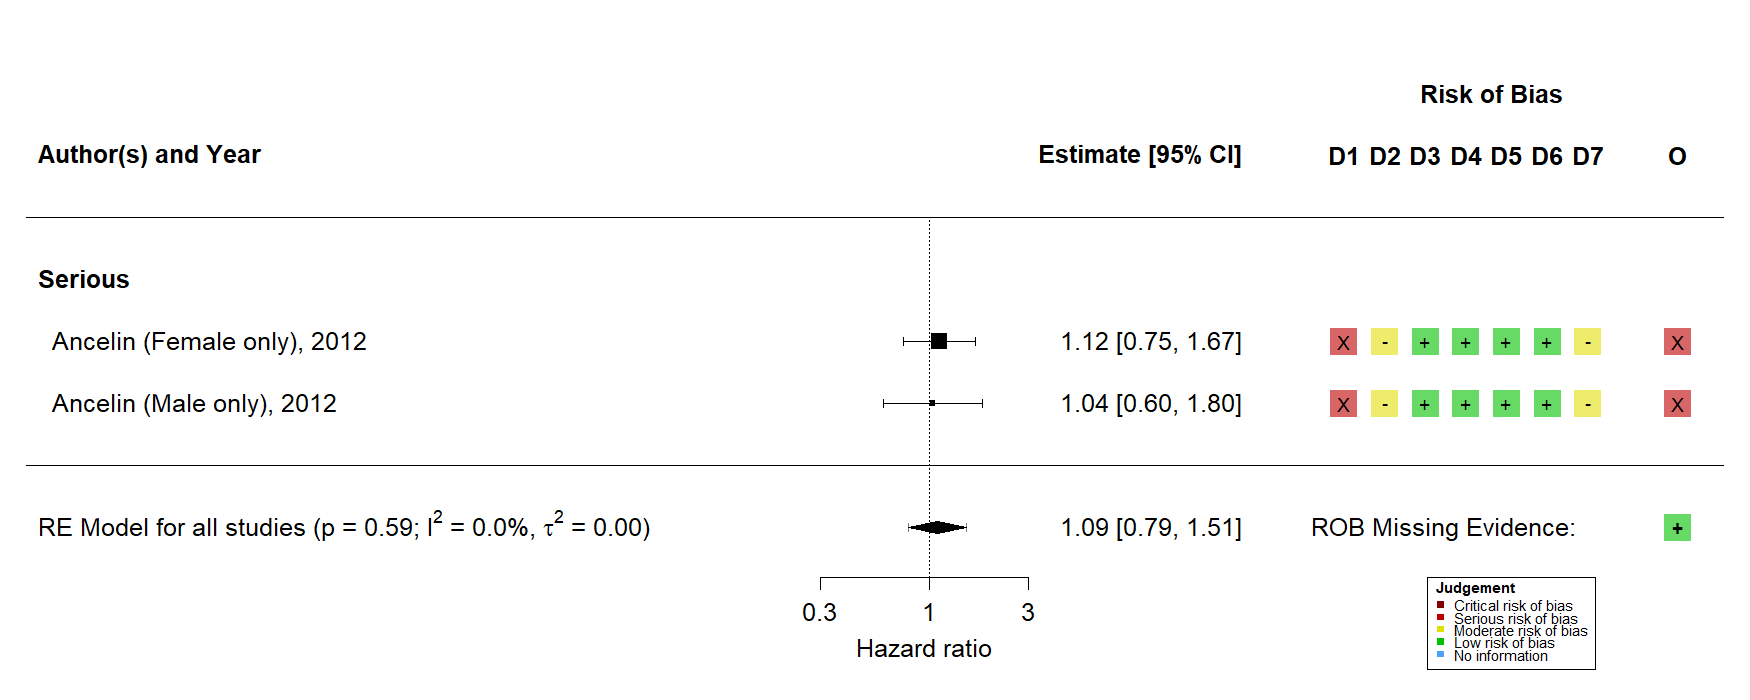 Risk of Bias
Author(s) and Year Estimate [95% CI] D1 D2 D3 D4 D5 D6 D7 O
Serious
Ancelin (Female only), 2012 1.12 [0.75, 1.67] X - + + + + - X
Ancelin (Male only), 2012 1.04 [0.60, 1.80] X - + + + + - X
RE Model for all studies (p = 0.59; I² = 0.0%, τ² = 0.00) 1.09 [0.79, 1.51] ROB Missing Evidence: +
0.3 1 3
Hazard ratio
Judgement
Critical risk of bias
Serious risk of bias
Moderate risk of bias
Low risk of bias
No information